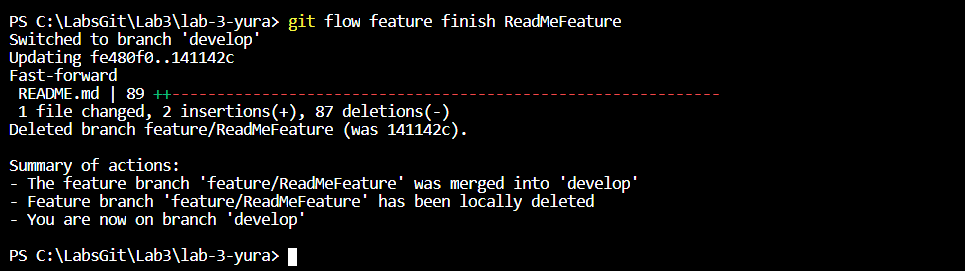 PS C:\LabsGit\Lab3\lab-3-yura> git flow feature finish ReadMeFeature
Switched to branch 'develop'
Updating fe480f0..141142c
Fast-forward
 README.md | 89 ++-------------------------------------------------------------
 1 file changed, 2 insertions(+), 87 deletions(-)
Deleted branch feature/ReadMeFeature (was 141142c).

Summary of actions:
- The feature branch 'feature/ReadMeFeature' was merged into 'develop'
- Feature branch 'feature/ReadMeFeature' has been locally deleted
- You are now on branch 'develop'

PS C:\LabsGit\Lab3\lab-3-yura>